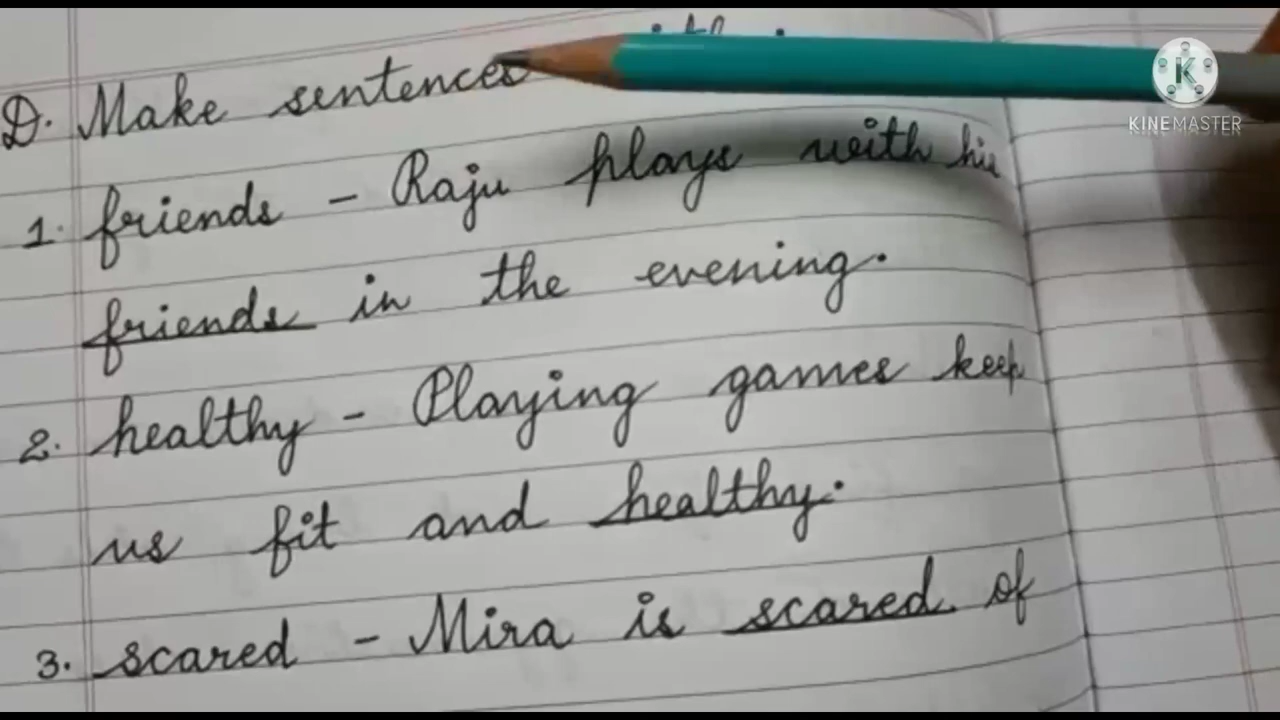 D. Make sentences
1. friends - Raju plays with his
friends in the evening.
2. healthy - Playing games keep
us fit and healthy.
3. scared - Mira is scared of
KINEMASTER